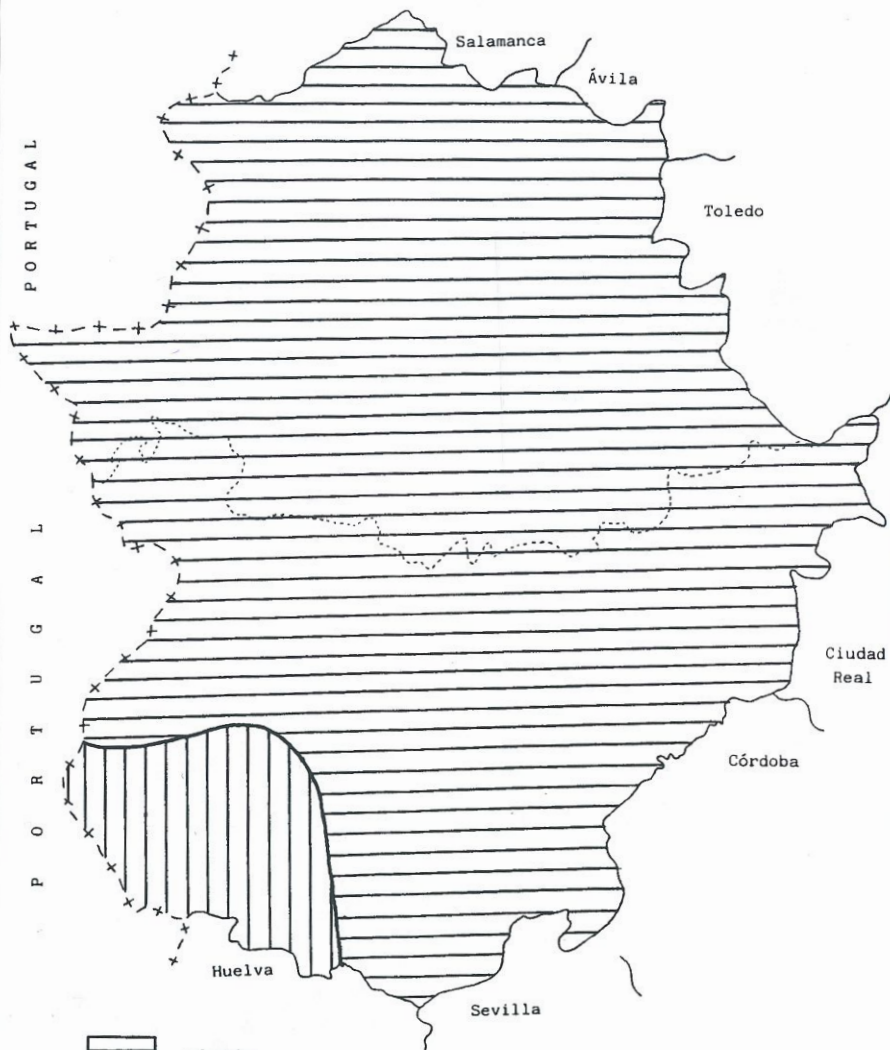 Salamanca
Ávila
PORTUGAL
Toledo
PORTUGAL
Ciudad
Real
Córdoba
Huelva
Sevilla